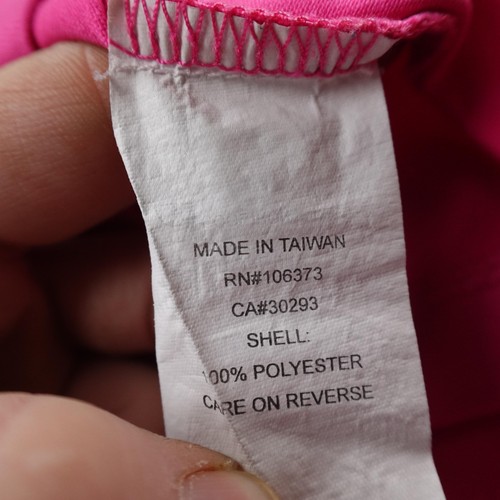 MADE IN TAIWAN
RN#106373
CA#30293
SHELL:
100% POLYESTER
CARE ON REVERSE